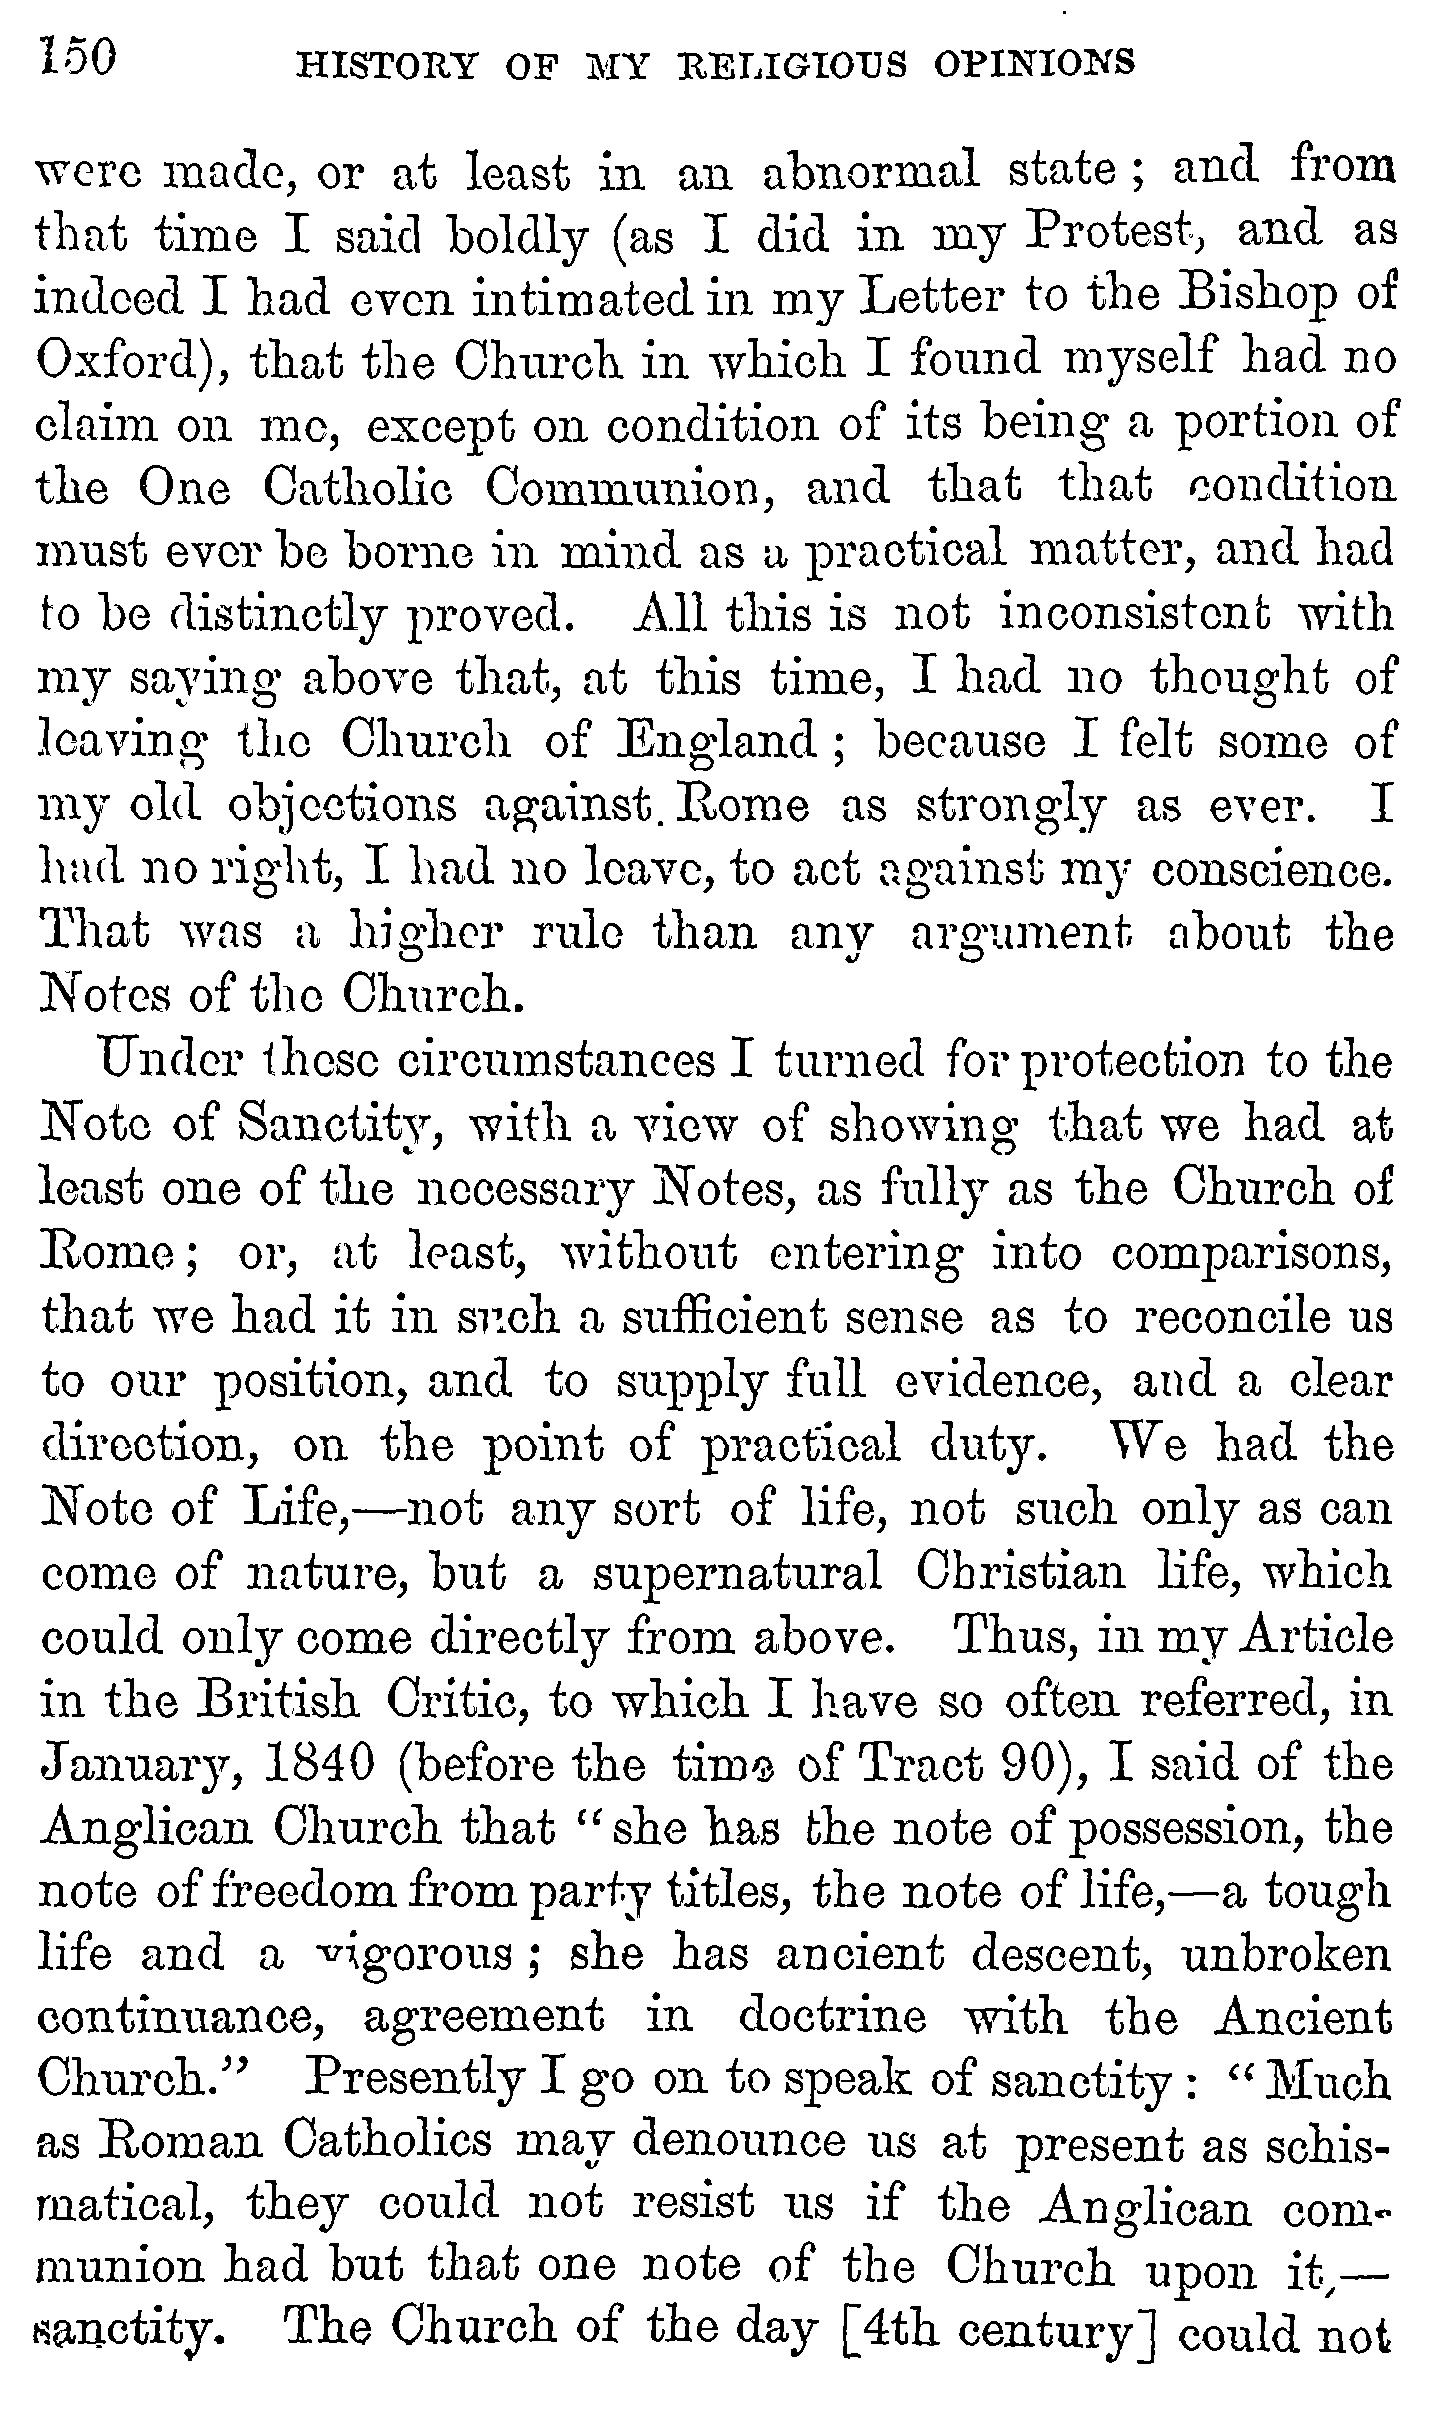 150 HISTORY OF MY RELIGIOUS OPINIONS
were made, or at least in an abnormal state ; and from
that time I said boldly (as I did in my Protest, and as
indeed I had even intimated in my Letter to the Bishop of
Oxford), that the Church in which I found myself had no
claim on me, except on condition of its being a portion of
the One Catholic Communion, and that that condition
must ever be borne in mind as a practical matter, and had
to be distinctly proved. All this is not inconsistent with
my saying above that, at this time, I had no thought of
leaving the Church of England ; because I felt some of
my old objections against Rome as strongly as ever. I
had no right, I had no leave, to act against my conscience.
That was a higher rule than any argument about the
Notes of the Church.
Under these circumstances I turned for protection to the
Note of Sanctity, with a view of showing that we had at
least one of the necessary Notes, as fully as the Church of
Rome ; or, at least, without entering into comparisons,
that we had it in such a sufficient sense as to reconcile us
to our position, and to supply full evidence, and a clear
direction, on the point of practical duty. We had the
Note of Life,—not any sort of life, not such only as can
come of nature, but a supernatural Christian life, which
could only come directly from above. Thus, in my Article
in the British Critic, to which I have so often referred, in
January, 1840 (before the time of Tract 90), I said of the
Anglican Church that “ she has the note of possession, the
note of freedom from party titles, the note of life,—a tough
life and a vigorous ; she has ancient descent, unbroken
continuance, agreement in doctrine with the Ancient
Church.” Presently I go on to speak of sanctity : “ Much
as Roman Catholics may denounce us at present as schis-
matical, they could not resist us if the Anglican com-
munion had but that one note of the Church upon it,—
sanctity. The Church of the day [4th century] could not